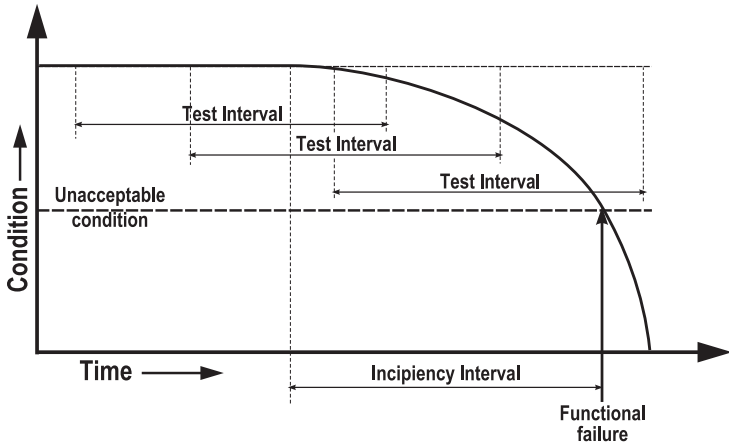 Test Interval
Test Interval
Test Interval
Unacceptable
condition
Condition
Time
Incipiency Interval
Functional
failure